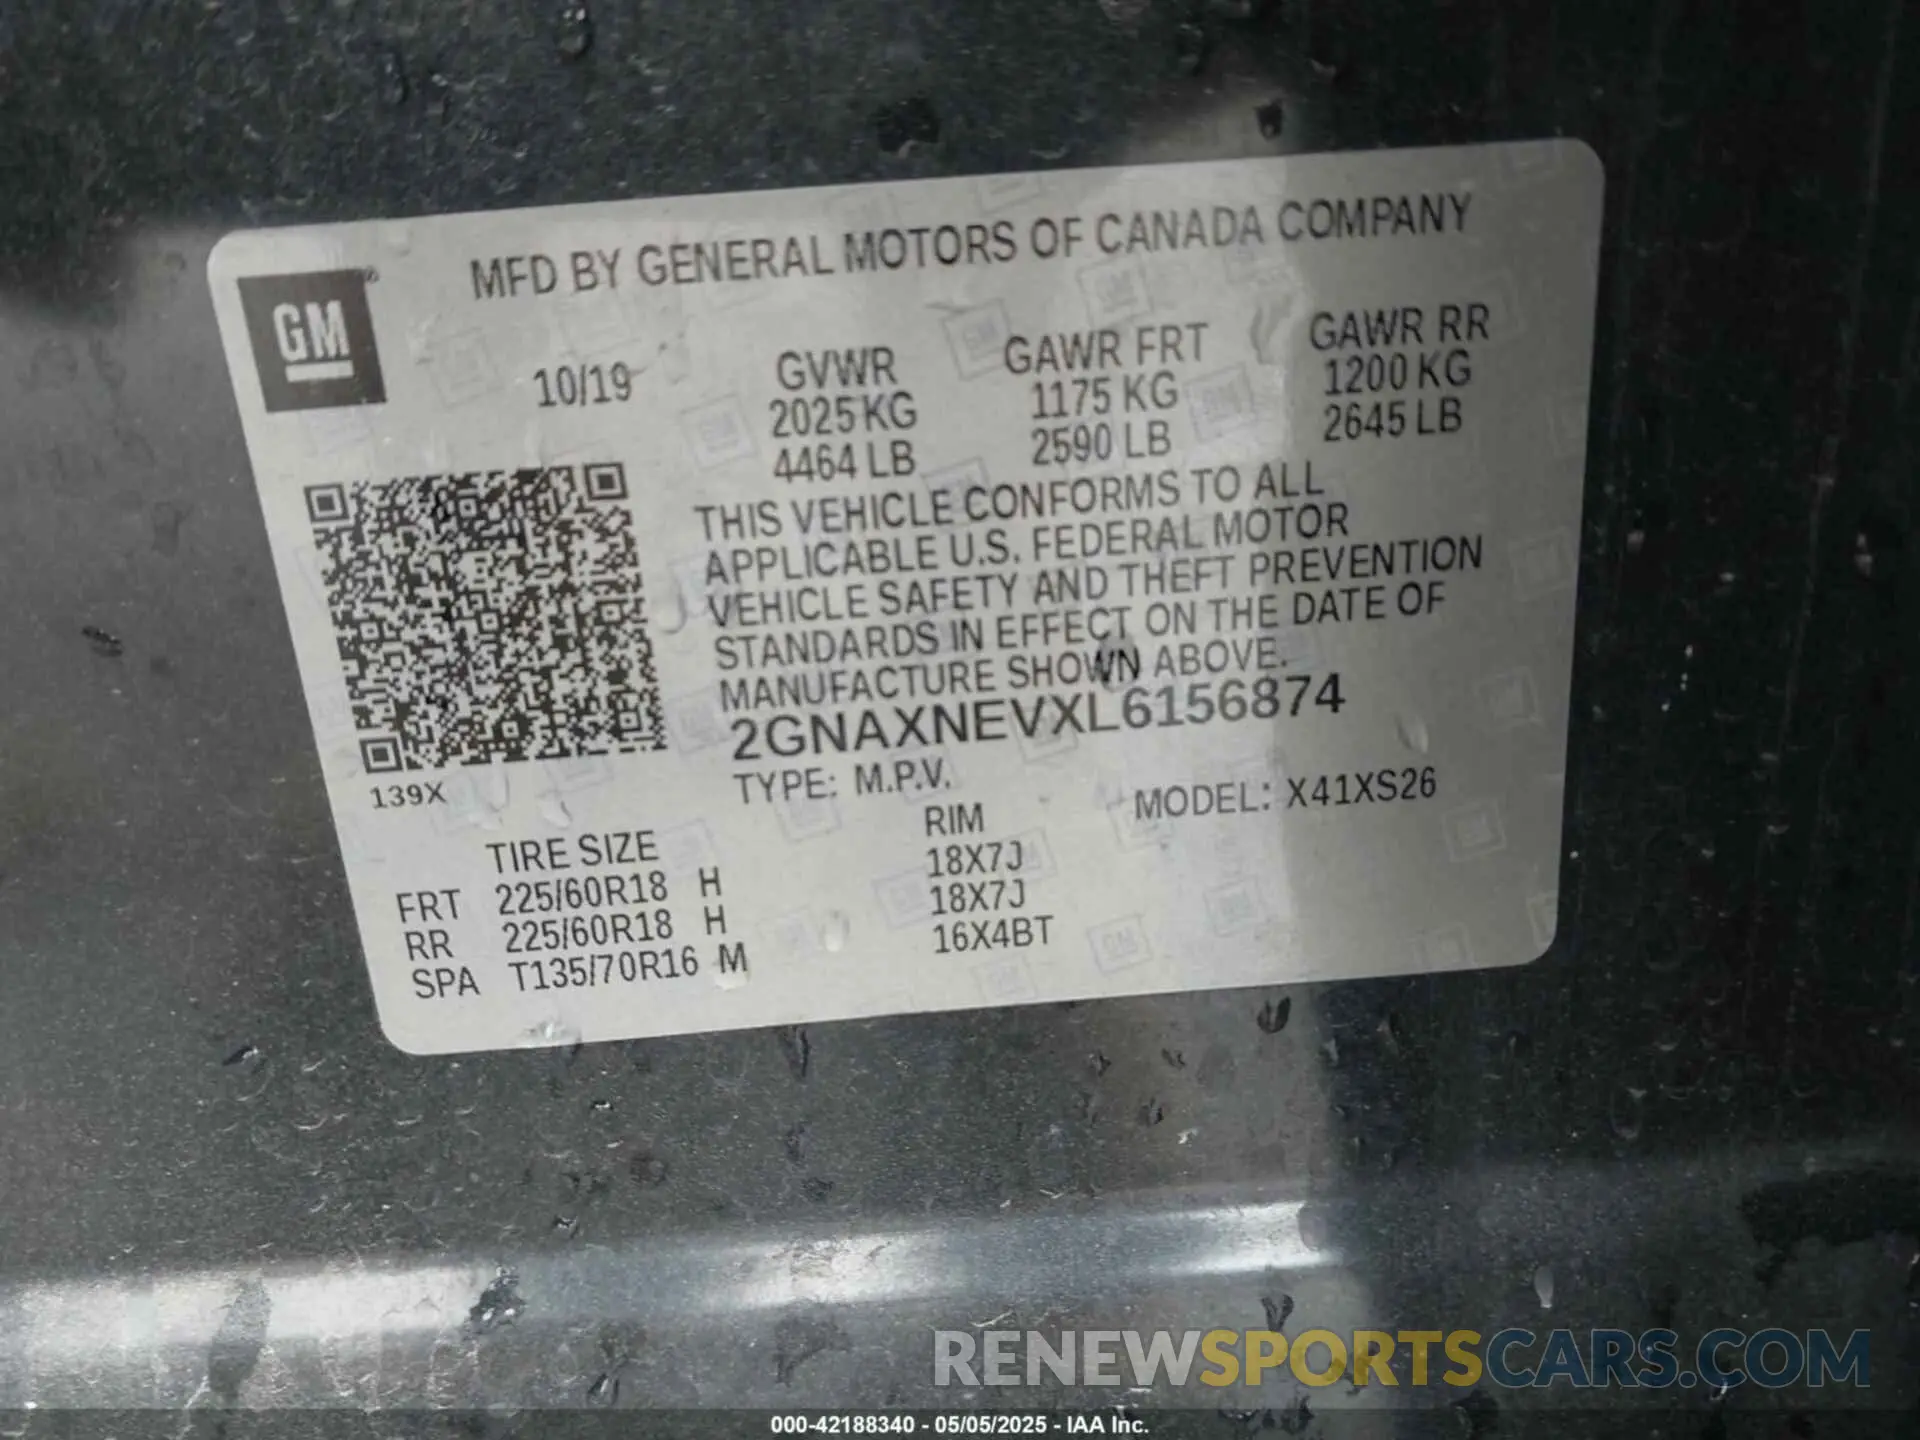 MFD BY GENERAL MOTORS OF CANADA COMPANY
GM ®
10/19 GVWR GAWR FRT GAWR RR
2025 KG 1175 KG 1200 KG
4464 LB 2590 LB 2645 LB
THIS VEHICLE CONFORMS TO ALL
APPLICABLE U.S. FEDERAL MOTOR
VEHICLE SAFETY AND THEFT PREVENTION
STANDARDS IN EFFECT ON THE DATE OF
MANUFACTURE SHOWN ABOVE.
2GNAXNEVXL6156874
139X TYPE: M.P.V. MODEL: X41XS26
TIRE SIZE RIM
FRT 225/60R18 H 18X7J
RR 225/60R18 H 18X7J
SPA T135/70R16 M 16X4BT
RENEWSPORTSCARS.COM
000-42188340 - 05/05/2025 - IAA Inc.